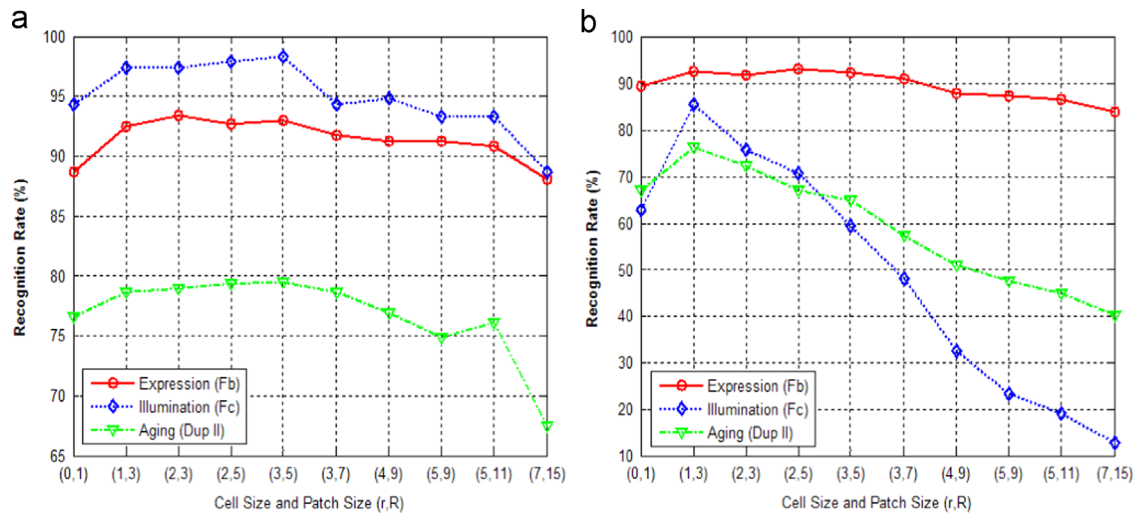 a
100
95
90
85
80
75
70
65
Recognition Rate (%)
Expression (Fb)
Illumination (Fc)
Aging (Dup II)
(0,1) (1,3) (2,3) (2,5) (3,5) (3,7) (4,9) (5,9) (5,11) (7,15)
Cell Size and Patch Size (r,R)
b
100
90
80
70
60
50
40
30
20
10
Recognition Rate (%)
Expression (Fb)
Illumination (Fc)
Aging (Dup II)
(0,1) (1,3) (2,3) (2,5) (3,5) (3,7) (4,9) (5,9) (5,11) (7,15)
Cell Size and Patch Size (r,R)